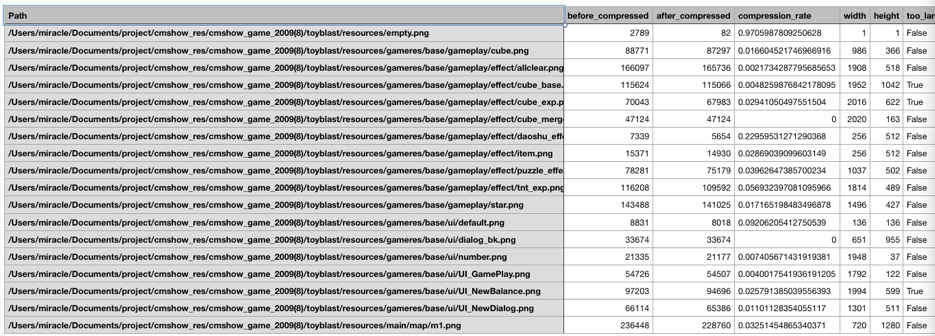 Path before_compressed after_compressed compression_rate width height too_lar
/Users/miracle/Documents/project/cmshow_res/cmshow_game_2009(8)/toyblast/resources/empty.png 2789 82 0.9705987809250628 1 1 False
/Users/miracle/Documents/project/cmshow_res/cmshow_game_2009(8)/toyblast/resources/gameres/base/gameplay/cube.png 88771 87297 0.016604521746966916 986 366 False
/Users/miracle/Documents/project/cmshow_res/cmshow_game_2009(8)/toyblast/resources/gameres/base/gameplay/effect/allclear.png 166097 165736 0.0021734287795685653 1908 518 False
/Users/miracle/Documents/project/cmshow_res/cmshow_game_2009(8)/toyblast/resources/gameres/base/gameplay/effect/cube_base. 115624 115066 0.0048259876842178095 1952 1042 True
/Users/miracle/Documents/project/cmshow_res/cmshow_game_2009(8)/toyblast/resources/gameres/base/gameplay/effect/cube_exp.p 70043 67983 0.02941050497551504 2016 622 True
/Users/miracle/Documents/project/cmshow_res/cmshow_game_2009(8)/toyblast/resources/gameres/base/gameplay/effect/cube_merg 47124 47124 0 2020 163 False
/Users/miracle/Documents/project/cmshow_res/cmshow_game_2009(8)/toyblast/resources/gameres/base/gameplay/effect/daoshu_eff 7339 5654 0.22959531271290368 256 512 False
/Users/miracle/Documents/project/cmshow_res/cmshow_game_2009(8)/toyblast/resources/gameres/base/gameplay/effect/item.png 15371 14930 0.02869039099603149 256 512 False
/Users/miracle/Documents/project/cmshow_res/cmshow_game_2009(8)/toyblast/resources/gameres/base/gameplay/effect/puzzle_effe 78281 75179 0.03962647385700234 1037 502 False
/Users/miracle/Documents/project/cmshow_res/cmshow_game_2009(8)/toyblast/resources/gameres/base/gameplay/effect/tnt_exp.png 116208 109592 0.056932397081095966 1814 489 False
/Users/miracle/Documents/project/cmshow_res/cmshow_game_2009(8)/toyblast/resources/gameres/base/gameplay/star.png 143488 141025 0.017165198483496878 1496 427 False
/Users/miracle/Documents/project/cmshow_res/cmshow_game_2009(8)/toyblast/resources/gameres/base/ui/default.png 8831 8018 0.09206205412750539 136 136 False
/Users/miracle/Documents/project/cmshow_res/cmshow_game_2009(8)/toyblast/resources/gameres/base/ui/dialog_bk.png 33674 33674 0 651 955 False
/Users/miracle/Documents/project/cmshow_res/cmshow_game_2009(8)/toyblast/resources/gameres/base/ui/number.png 21335 21177 0.007405671431919381 1948 37 False
/Users/miracle/Documents/project/cmshow_res/cmshow_game_2009(8)/toyblast/resources/gameres/base/ui/UI_GamePlay.png 54726 54507 0.004001754193619205 1792 122 False
/Users/miracle/Documents/project/cmshow_res/cmshow_game_2009(8)/toyblast/resources/gameres/base/ui/UI_NewBalance.png 97203 94696 0.025791385039556393 1994 599 True
/Users/miracle/Documents/project/cmshow_res/cmshow_game_2009(8)/toyblast/resources/gameres/base/ui/UI_NewDialog.png 66114 65386 0.01101128354055117 1301 511 False
/Users/miracle/Documents/project/cmshow_res/cmshow_game_2009(8)/toyblast/resources/main/map/m1.png 236448 228760 0.03251454865340371 720 1280 False